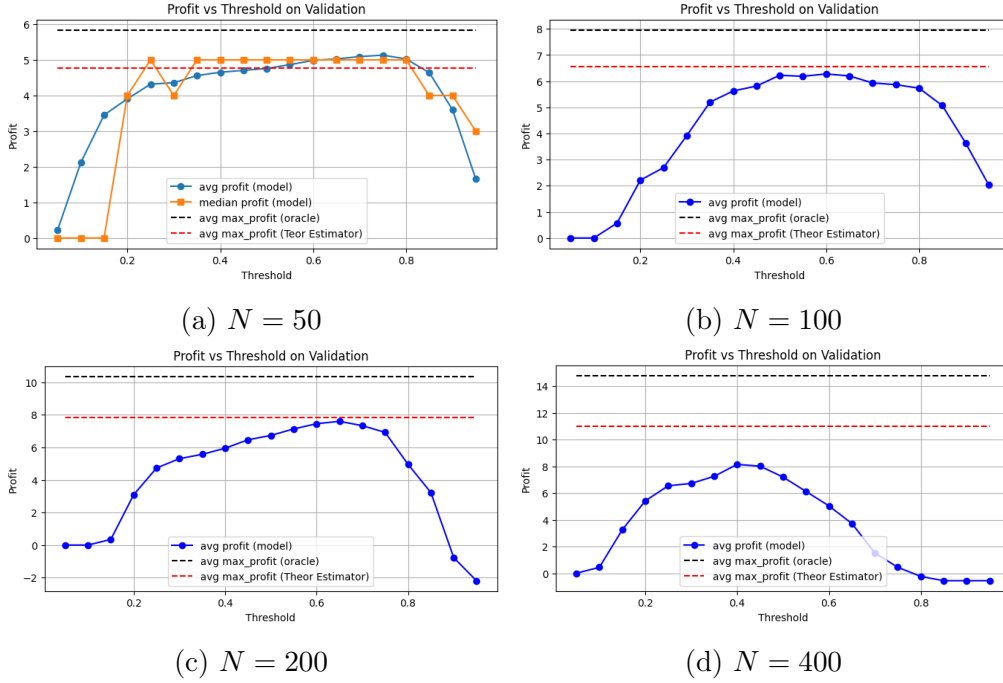 Profit vs Threshold on Validation
6
5
4
3
2
1
0
Profit
avg profit (model)
median profit (model)
avg max_profit (oracle)
avg max_profit (Teor Estimator)
0.2 0.4 0.6 0.8
Threshold
(a) N = 50
Profit vs Threshold on Validation
8
7
6
5
4
3
2
1
0
Profit
avg profit (model)
avg max_profit (oracle)
avg max_profit (Theor Estimator)
0.2 0.4 0.6 0.8
Threshold
(b) N = 100
Profit vs Threshold on Validation
10
8
6
4
2
0
−2
Profit
avg profit (model)
avg max_profit (oracle)
avg max_profit (Theor Estimator)
0.2 0.4 0.6 0.8
Threshold
(c) N = 200
Profit vs Threshold on Validation
14
12
10
8
6
4
2
0
Profit
avg profit (model)
avg max_profit (oracle)
avg max_profit (Theor Estimator)
0.2 0.4 0.6 0.8
Threshold
(d) N = 400